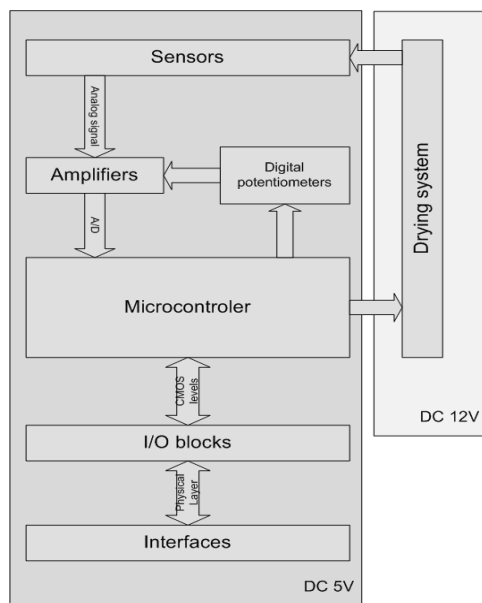 Sensors
Analog signal
Amplifiers
Digital
potentiometers
A/D
Drying system
Microcontroler
CMOS
levels
DC 12V
I/O blocks
Physical
Layer
Interfaces
DC 5V